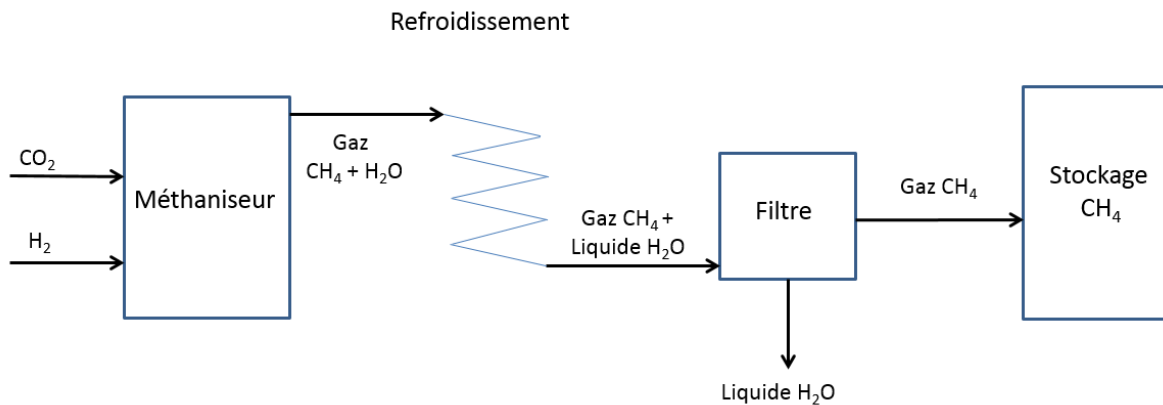 Refroidissement
CO₂
H₂
Méthaniseur
Gaz
CH₄ + H₂O
Gaz CH₄ +
Liquide H₂O
Filtre
Liquide H₂O
Gaz CH₄
Stockage
CH₄